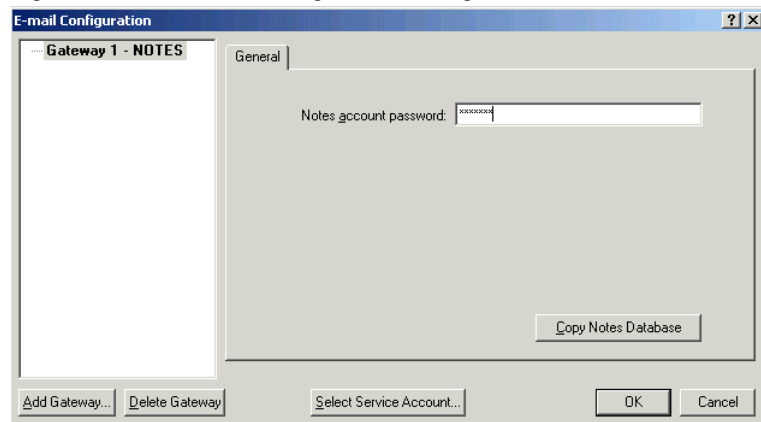 E-mail Configuration
Gateway 1 - NOTES
General
Notes account password: xxxxxxx
Copy Notes Database
Add Gateway... Delete Gateway Select Service Account... OK Cancel